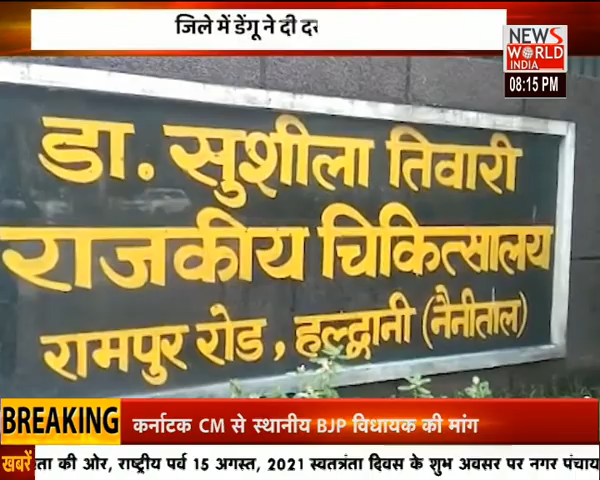 जिले में डेंगू ने दी
NEWS
WORLD
INDIA
08:15 PM
डा. सुशीला तिवारी
राजकीय चिकित्सालय
रामपुर रोड, हल्द्वानी (नैनीताल)
BREAKING
कर्नाटक CM से स्थानीय BJP विधायक की मांग
खबरें
की ओर, राष्ट्रीय पर्व 15 अगस्त, 2021 स्वतंत्रता दिवस के शुभ अवसर पर नगर